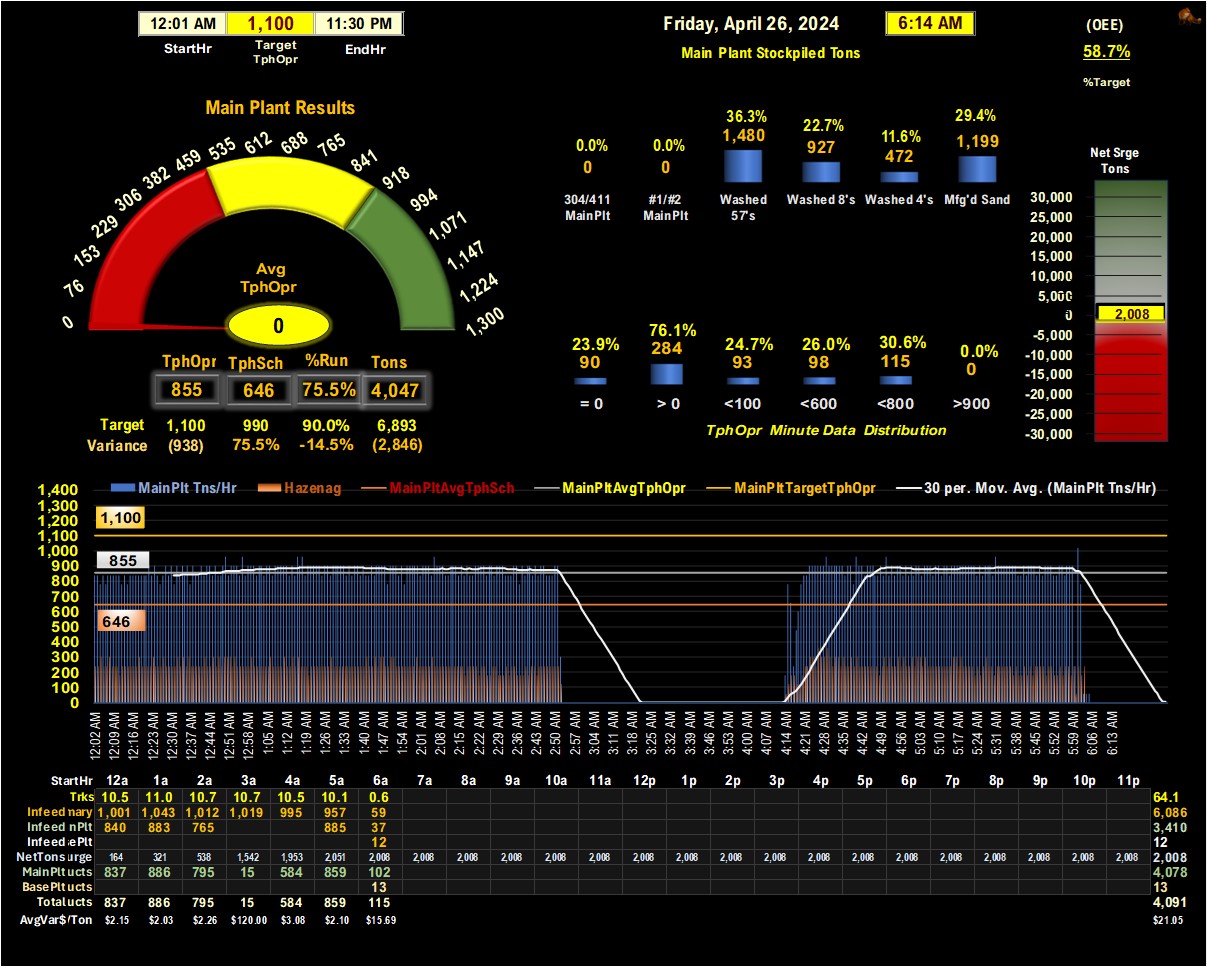 12:01 AM 1,100 11:30 PM
StartHr Target TphOpr EndHr
Friday, April 26, 2024 6:14 AM
Main Plant Stockpiled Tons
(OEE)
58.7%
%Target
Main Plant Results
0 76 153 229 306 382 459 535 612 688 765 841 918 994 1,071 1,147 1,224 1,300
Avg
TphOpr
0
TphOpr TphSch %Run Tons
855 646 75.5% 4,047
Target 1,100 990 90.0% 6,893
Variance (938) 75.5% -14.5% (2,846)
0.0% 0.0% 36.3% 22.7% 11.6% 29.4%
0 0 1,480 927 472 1,199
304/411 MainPlt #1/#2 MainPlt Washed 57's Washed 8's Washed 4's Mfg'd Sand
23.9% 76.1% 24.7% 26.0% 30.6% 0.0%
90 284 93 98 115 0
= 0 > 0 <100 <600 <800 >900
TphOpr Minute Data Distribution
Net Srge
Tons
30,000
25,000
20,000
15,000
10,000
5,000
0
2,008
-5,000
-10,000
-15,000
-20,000
-25,000
-30,000
MainPlt Tns/Hr Hazenag MainPltAvgTphSch MainPltAvgTphOpr MainPltTargetTphOpr 30 per. Mov. Avg. (MainPlt Tns/Hr)
1,400
1,300
1,200
1,100
1,000
900
800
700
600
500
400
300
200
100
0
1,100
855
646
12:02 AM 12:09 AM 12:16 AM 12:23 AM 12:30 AM 12:37 AM 12:44 AM 12:51 AM 12:58 AM 1:05 AM 1:12 AM 1:19 AM 1:26 AM 1:33 AM 1:40 AM 1:47 AM 1:54 AM 2:01 AM 2:08 AM 2:15 AM 2:22 AM 2:29 AM 2:36 AM 2:43 AM 2:50 AM 2:57 AM 3:04 AM 3:11 AM 3:18 AM 3:25 AM 3:32 AM 3:39 AM 3:46 AM 3:53 AM 4:00 AM 4:07 AM 4:14 AM 4:21 AM 4:28 AM 4:35 AM 4:42 AM 4:49 AM 4:56 AM 5:03 AM 5:10 AM 5:17 AM 5:24 AM 5:31 AM 5:38 AM 5:45 AM 5:52 AM 5:59 AM 6:06 AM 6:13 AM
StartHr 12a 1a 2a 3a 4a 5a 6a 7a 8a 9a 10a 11a 12p 1p 2p 3p 4p 5p 6p 7p 8p 9p 10p 11p
Trks 10.5 11.0 10.7 10.7 10.5 10.1 0.6 64.1
Infeed mary 1,001 1,043 1,012 1,019 995 957 59 6,086
Infeed nPlt 840 883 765 885 37 3,410
Infeed ePlt 12 12
NetTons urge 164 321 538 1,542 1,953 2,051 2,008 2,008 2,008 2,008 2,008 2,008 2,008 2,008 2,008 2,008 2,008 2,008 2,008 2,008 2,008 2,008 2,008 2,008 2,008
MainPlt ucts 837 886 795 15 584 859 102 4,078
BasePlt ucts 13 13
Total ucts 837 886 795 15 584 859 115 4,091
AvgVar$/Ton $2.15 $2.03 $2.26 $120.00 $3.08 $2.10 $15.69 $21.05